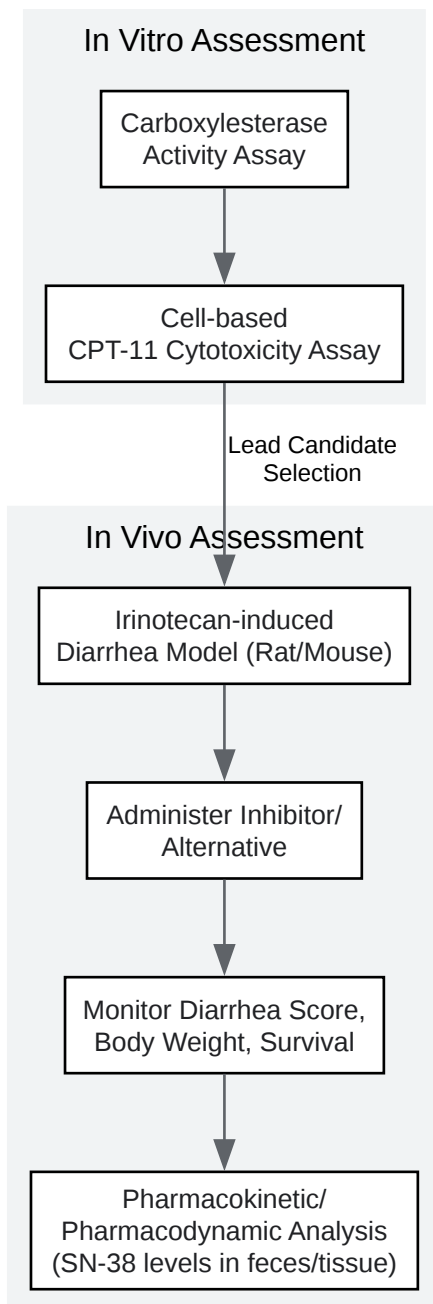 In Vitro Assessment
Carboxylesterase
Activity Assay
Cell-based
CPT-11 Cytotoxicity Assay
Lead Candidate
Selection
In Vivo Assessment
Irinotecan-induced
Diarrhea Model (Rat/Mouse)
Administer Inhibitor/
Alternative
Monitor Diarrhea Score,
Body Weight, Survival
Pharmacokinetic/
Pharmacodynamic Analysis
(SN-38 levels in feces/tissue)